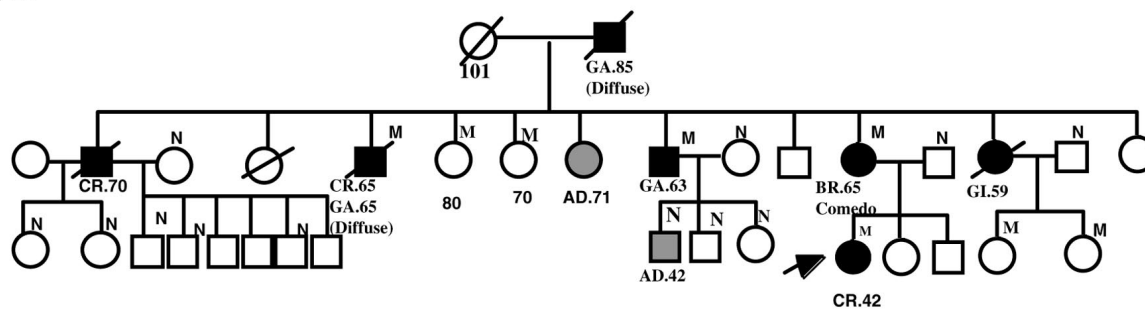 101
GA.85
(Diffuse)
N
M
M
M
M
N
M
N
N
CR.70
CR.65
GA.65
(Diffuse)
80
70
AD.71
GA.63
BR.65
Comedo
GI.59
N
N
N
N
N
N
N
N
M
M
M
AD.42
CR.42